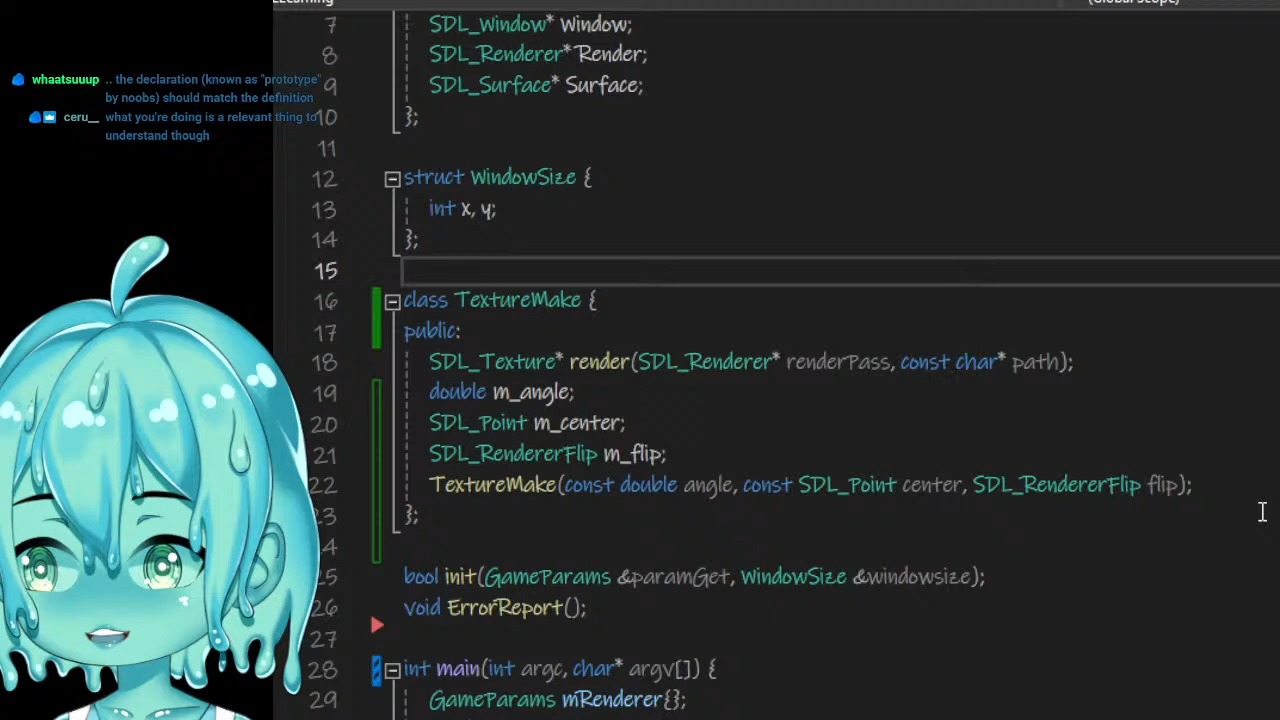 (Global Scope)
7 SDL_Window* Window;
8 SDL_Renderer* Render;
9 SDL_Surface* Surface;
10 };
11
12 struct WindowSize {
13 int x, y;
14 };
15
16 class TextureMake {
17 public:
18 SDL_Texture* render(SDL_Renderer* renderPass, const char* path);
19 double m_angle;
20 SDL_Point m_center;
21 SDL_RendererFlip m_flip;
22 TextureMake(const double angle, const SDL_Point center, SDL_RendererFlip flip);
23 };
4
25 bool init(GameParams &paramGet, WindowSize &windowsize);
26 void ErrorReport();
27
28 int main(int argc, char* argv[]) {
29 GameParams mRenderer{};
whaatsuuup .. the declaration (known as "prototype"
by noobs) should match the definition
ceru__ what you're doing is a relevant thing to
understand though